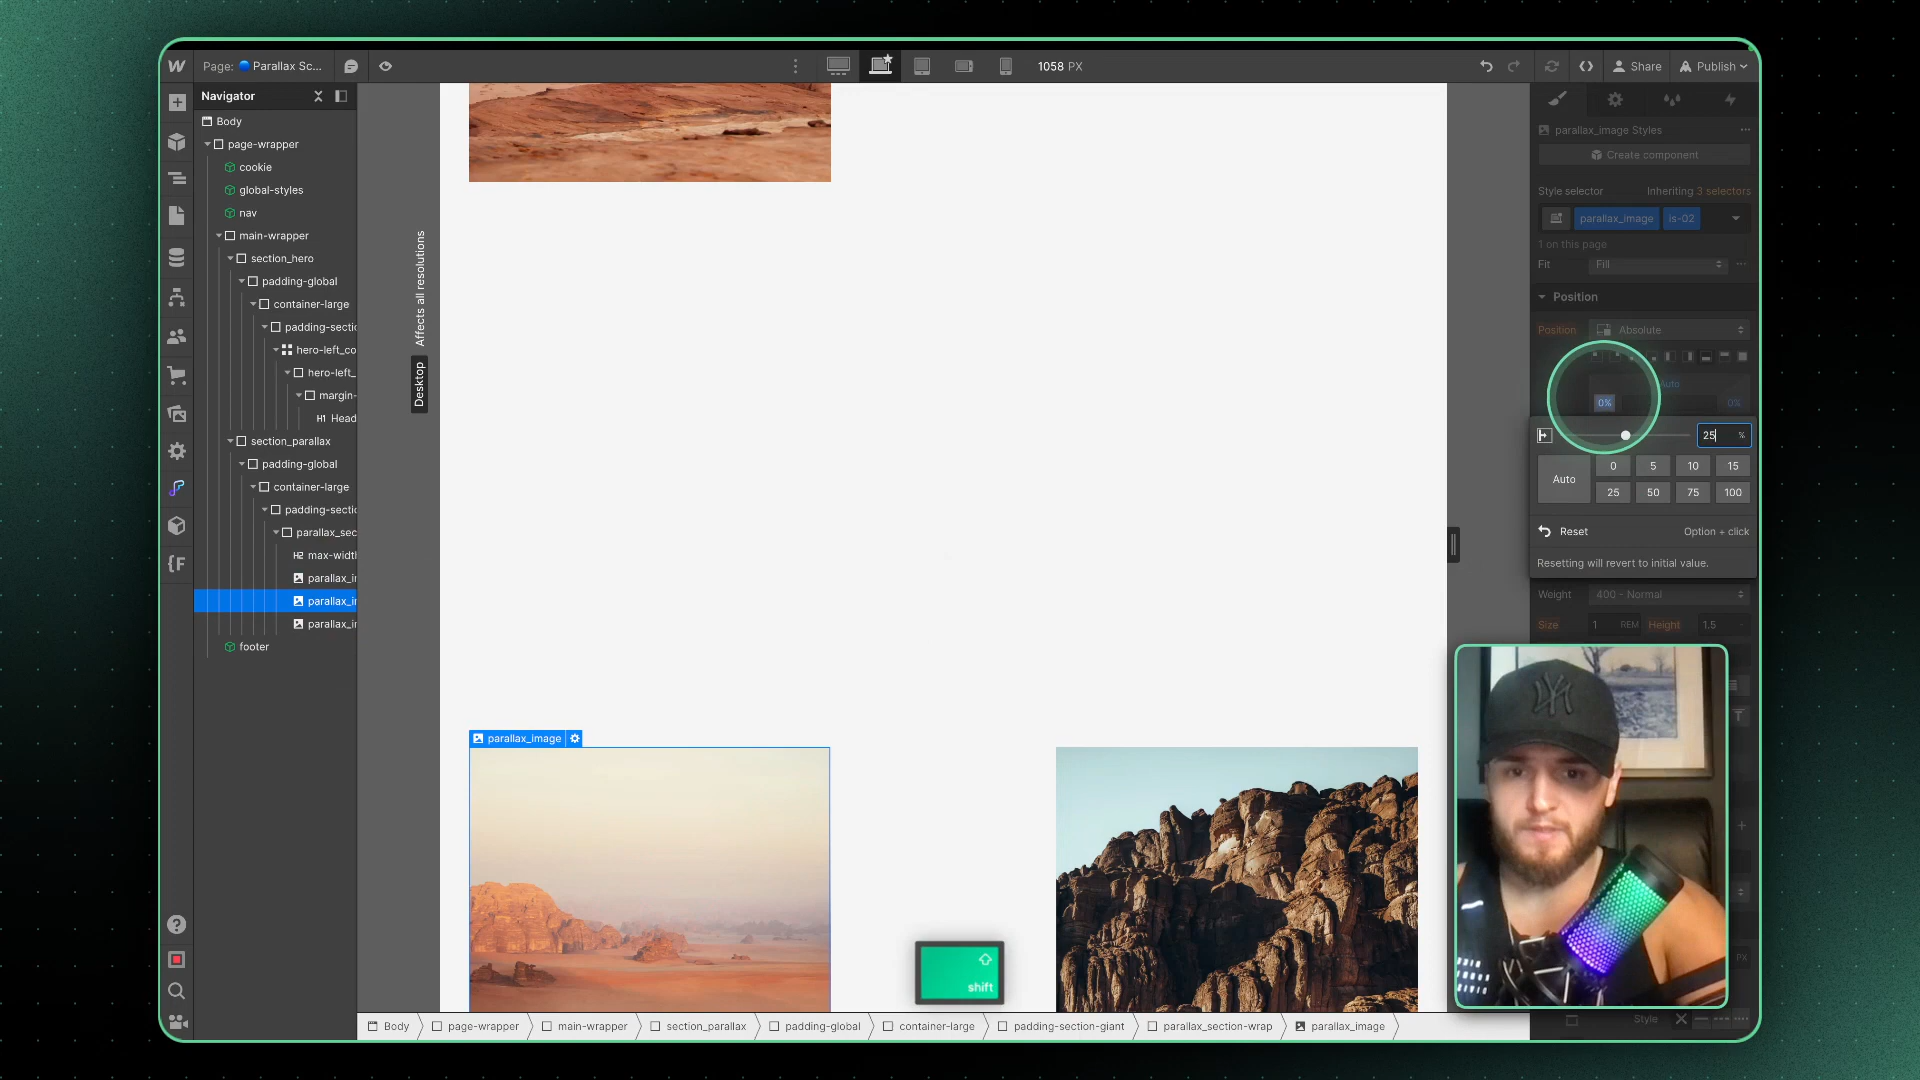 Page: Parallax Sc...
1058 PX
Share
Publish
Navigator
Body
page-wrapper
cookie
global-styles
nav
main-wrapper
section_hero
padding-global
container-large
padding-sectic
hero-left_co
hero-left_
margin-
H1 Head
section_parallax
padding-global
container-large
padding-sectic
parallax_sec
H2 max-widt
parallax_i
parallax_i
parallax_i
footer
Affects all resolutions
Desktop
parallax_image
shift
parallax_image Styles
Create component
Style selector
Inheriting 3 selectors
parallax_image
is-02
1 on this page
Fit
Fill
Position
Position
Absolute
Auto
0%
0%
25
%
Auto
0
5
10
15
25
50
75
100
Reset
Option + click
Resetting will revert to initial value.
Weight
400 - Normal
Size
1
REM
Height
1.5
-
PX
Style
Body
page-wrapper
main-wrapper
section_parallax
padding-global
container-large
padding-section-giant
parallax_section-wrap
parallax_image